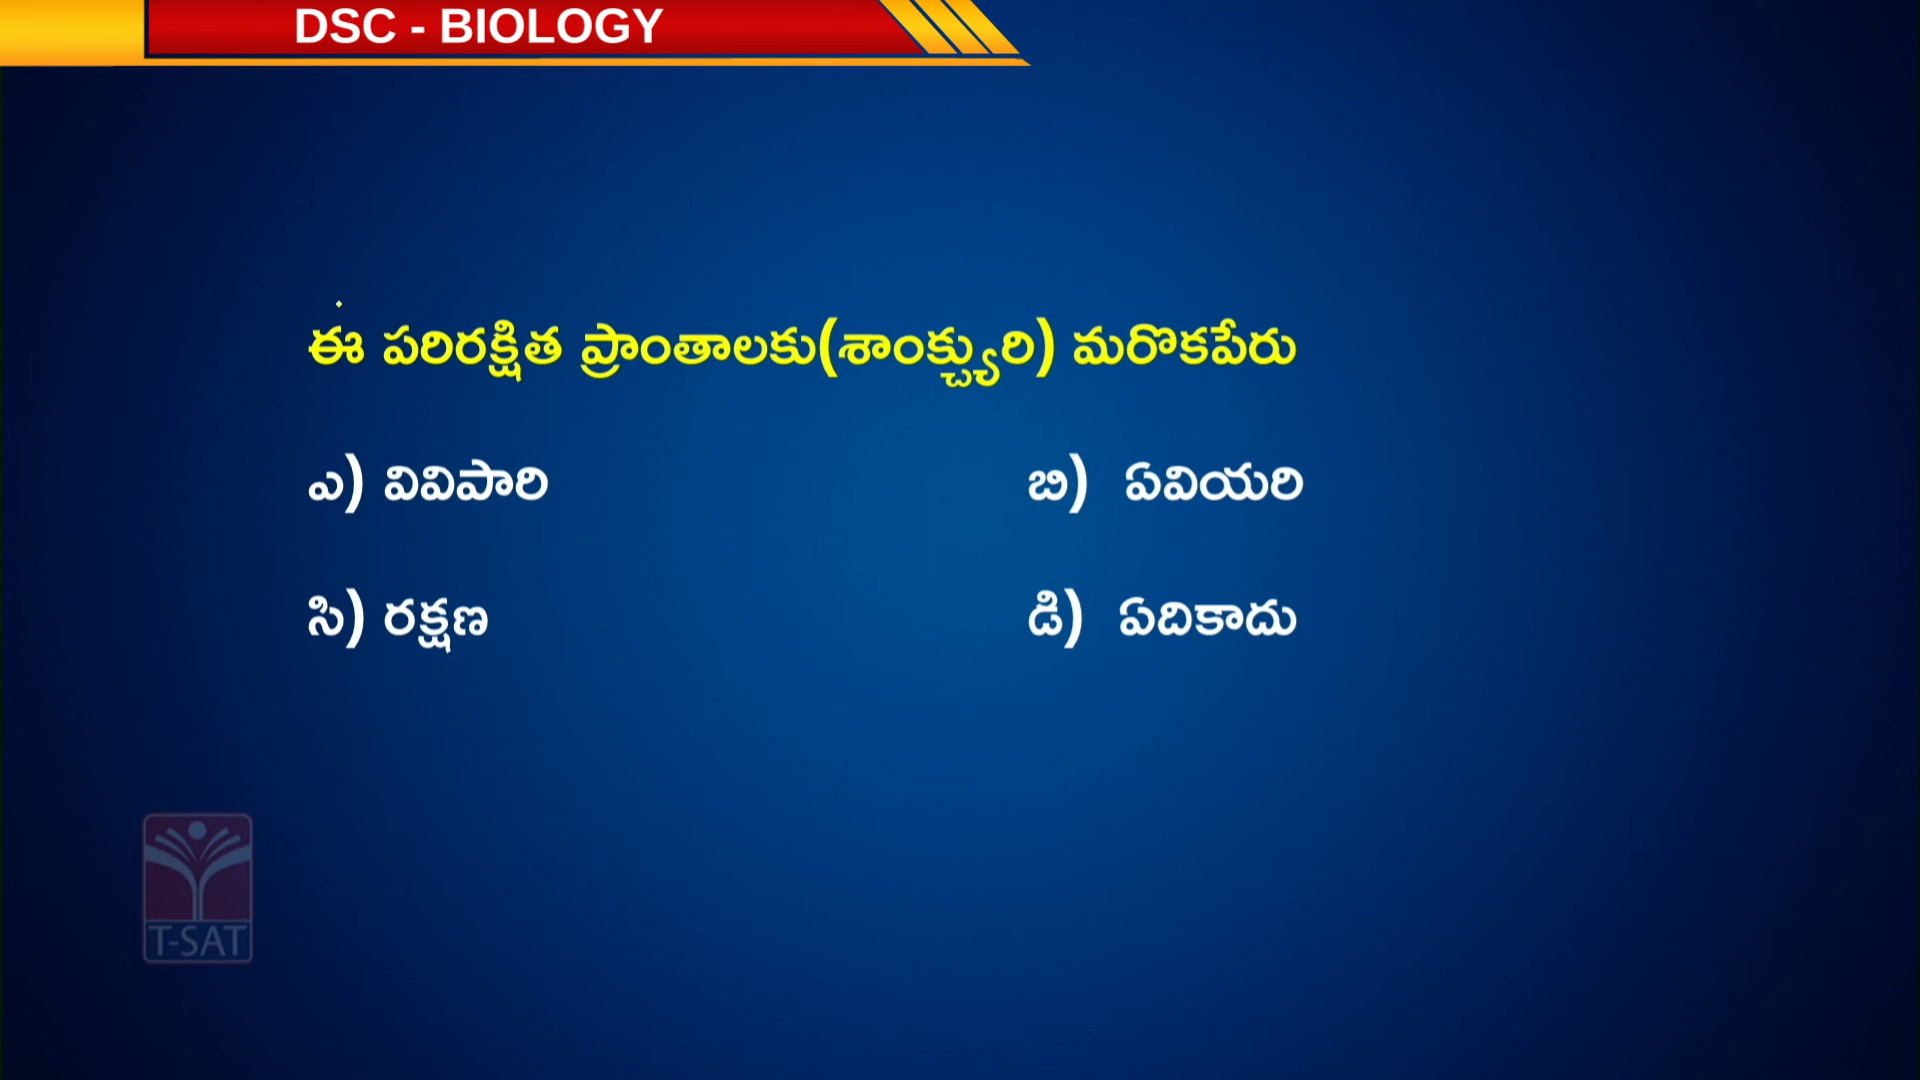 DSC - BIOLOGY
ఈ పరిరక్షిత ప్రాంతాలకు(శాంక్చ్యురి) మరొకపేరు
ఎ) వివిపారి బి) ఏవియరి
సి) రక్షణ డి) ఏదికాదు
T-SAT